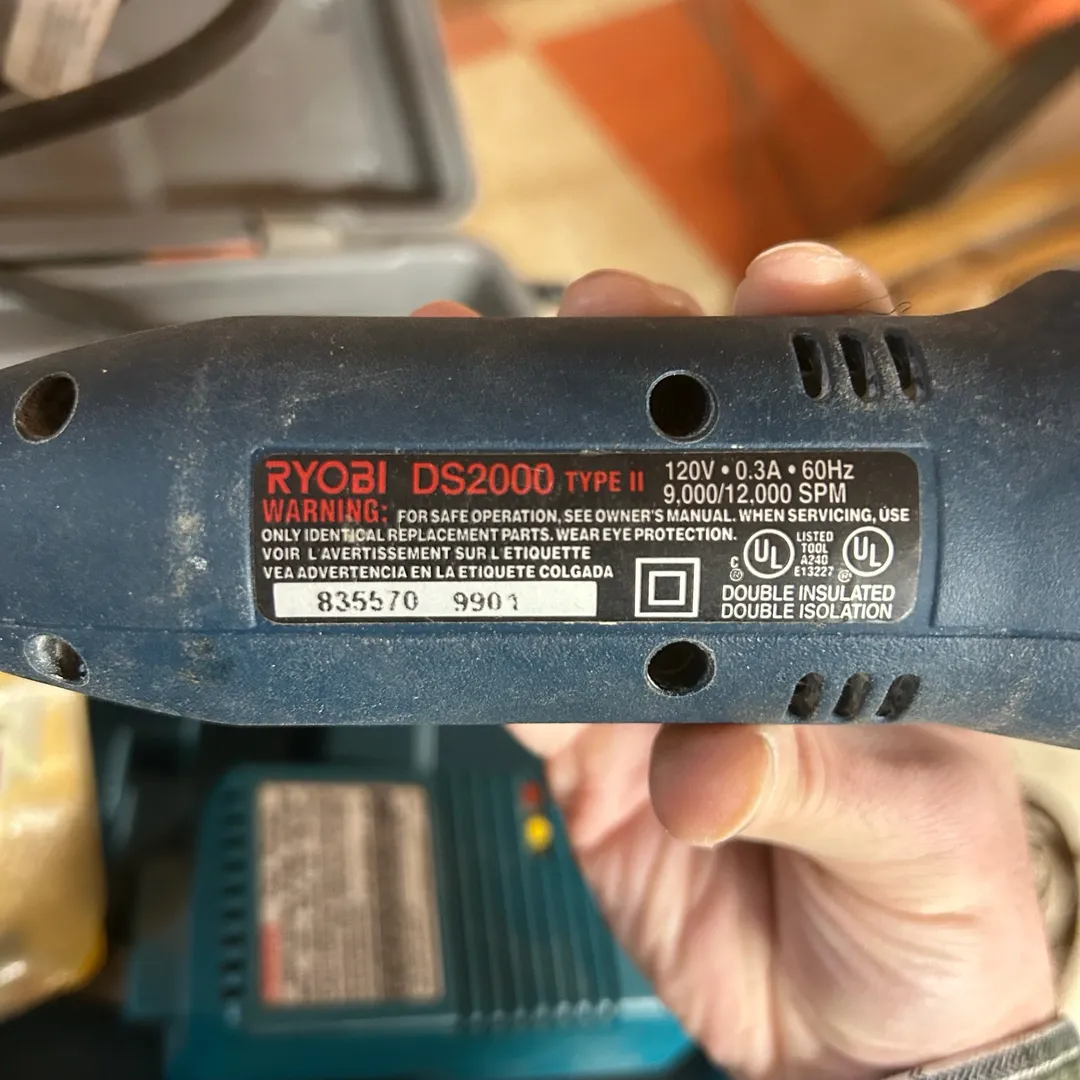 RYOBI DS2000 TYPE II
120V • 0.3A • 60Hz
9,000/12,000 SPM
WARNING: FOR SAFE OPERATION, SEE OWNER'S MANUAL. WHEN SERVICING, USE
ONLY IDENTICAL REPLACEMENT PARTS. WEAR EYE PROTECTION.
VOIR L'AVERTISSEMENT SUR L'ETIQUETTE
VEA ADVERTENCIA EN LA ETIQUETE COLGADA
835570 9901
C UL LISTED UL
TOOL
A240
E13227
DOUBLE INSULATED
DOUBLE ISOLATION